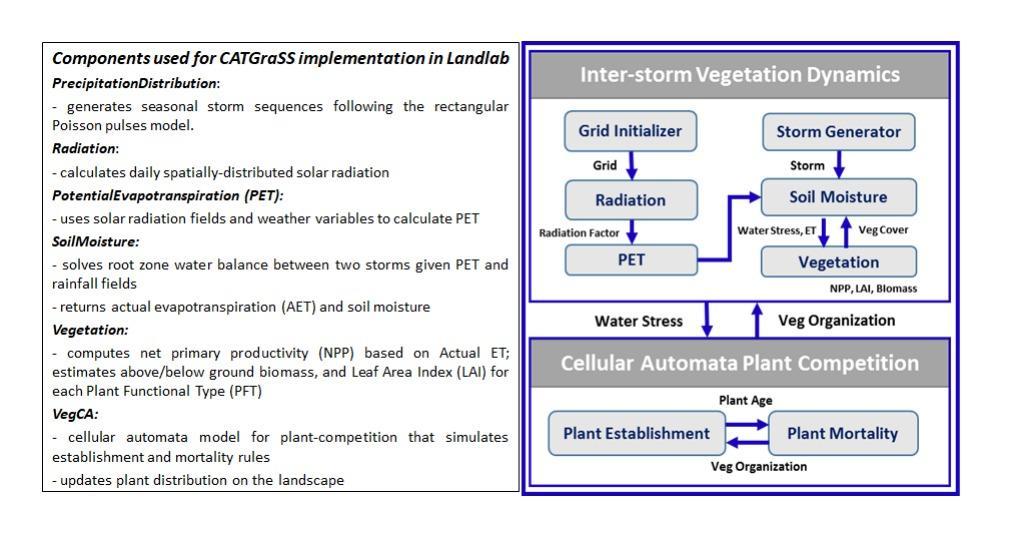 Components used for CATGraSS implementation in Landlab
PrecipitationDistribution:
- generates seasonal storm sequences following the rectangular
Poisson pulses model.
Radiation:
- calculates daily spatially-distributed solar radiation
PotentialEvapotranspiration (PET):
- uses solar radiation fields and weather variables to calculate PET
SoilMoisture:
- solves root zone water balance between two storms given PET and
rainfall fields
- returns actual evapotranspiration (AET) and soil moisture
Vegetation:
- computes net primary productivity (NPP) based on Actual ET;
estimates above/below ground biomass, and Leaf Area Index (LAI) for
each Plant Functional Type (PFT)
VegCA:
- cellular automata model for plant-competition that simulates
establishment and mortality rules
- updates plant distribution on the landscape
Inter-storm Vegetation Dynamics
Grid Initializer
Storm Generator
Grid
Storm
Radiation
Soil Moisture
Radiation Factor
Water Stress, ET
Veg Cover
PET
Vegetation
NPP, LAI, Biomass
Water Stress
Veg Organization
Cellular Automata Plant Competition
Plant Age
Plant Establishment
Plant Mortality
Veg Organization